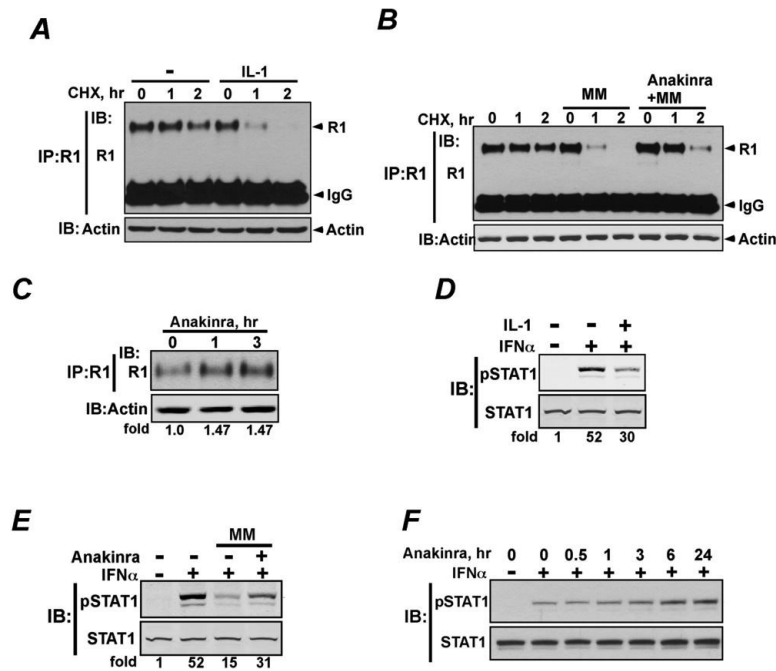 A
- IL-1
CHX, hr 0 1 2 0 1 2
IB:
IP:R1 R1 R1
IgG
IB: Actin Actin
B
MM Anakinra +MM
CHX, hr 0 1 2 0 1 2 0 1 2
IB:
IP:R1 R1 R1
IgG
IB:Actin Actin
C
Anakinra, hr
0 1 3
IB:
IP:R1 R1
IB:Actin
fold 1.0 1.47 1.47
D
IL-1 - - +
IFNα - + +
pSTAT1
IB:
STAT1
fold 1 52 30
E
MM
Anakinra - - - +
IFNα - + + +
pSTAT1
IB:
STAT1
fold 1 52 15 31
F
Anakinra, hr 0 0 0.5 1 3 6 24
IFNα - + + + + + +
pSTAT1
IB:
STAT1